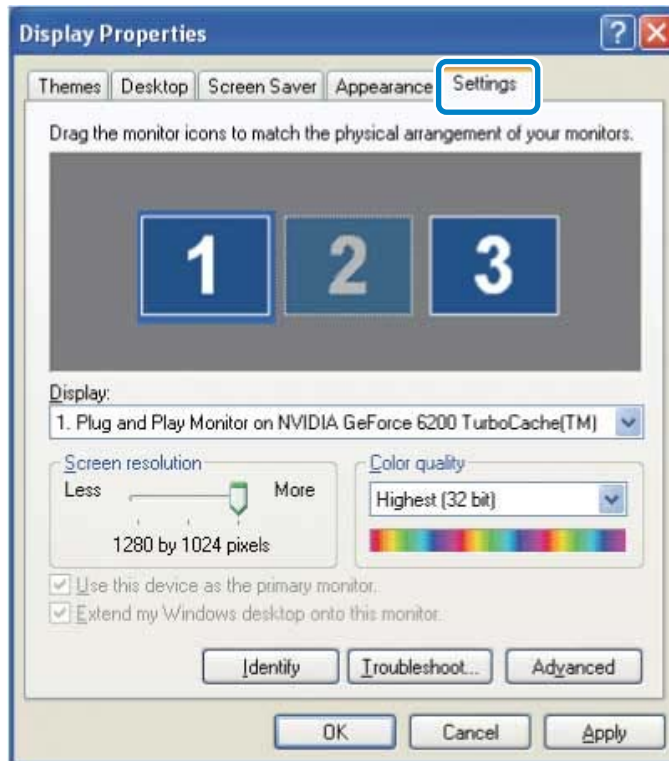 Display Properties
Themes Desktop Screen Saver Appearance Settings
Drag the monitor icons to match the physical arrangement of your monitors.
1 2 3
Display:
1. Plug and Play Monitor on NVIDIA GeForce 6200 TurboCache(TM)
Screen resolution
Less More
1280 by 1024 pixels
Color quality
Highest (32 bit)
Use this device as the primary monitor.
Extend my Windows desktop onto this monitor.
Identify Troubleshoot... Advanced
OK Cancel Apply